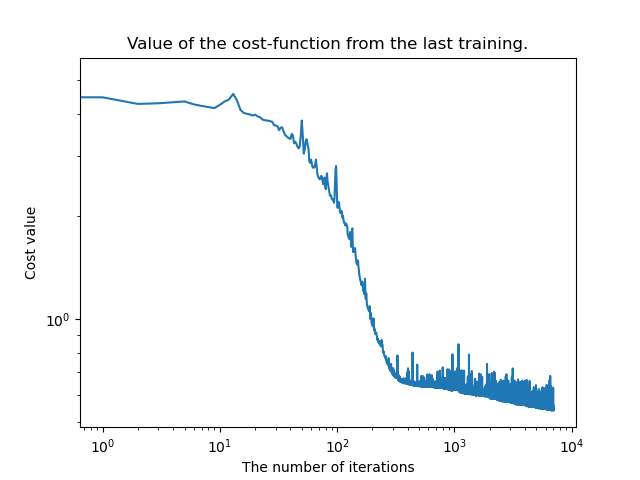 Value of the cost-function from the last training.
Cost value
10⁰
10⁰ 10¹ 10² 10³ 10⁴
The number of iterations